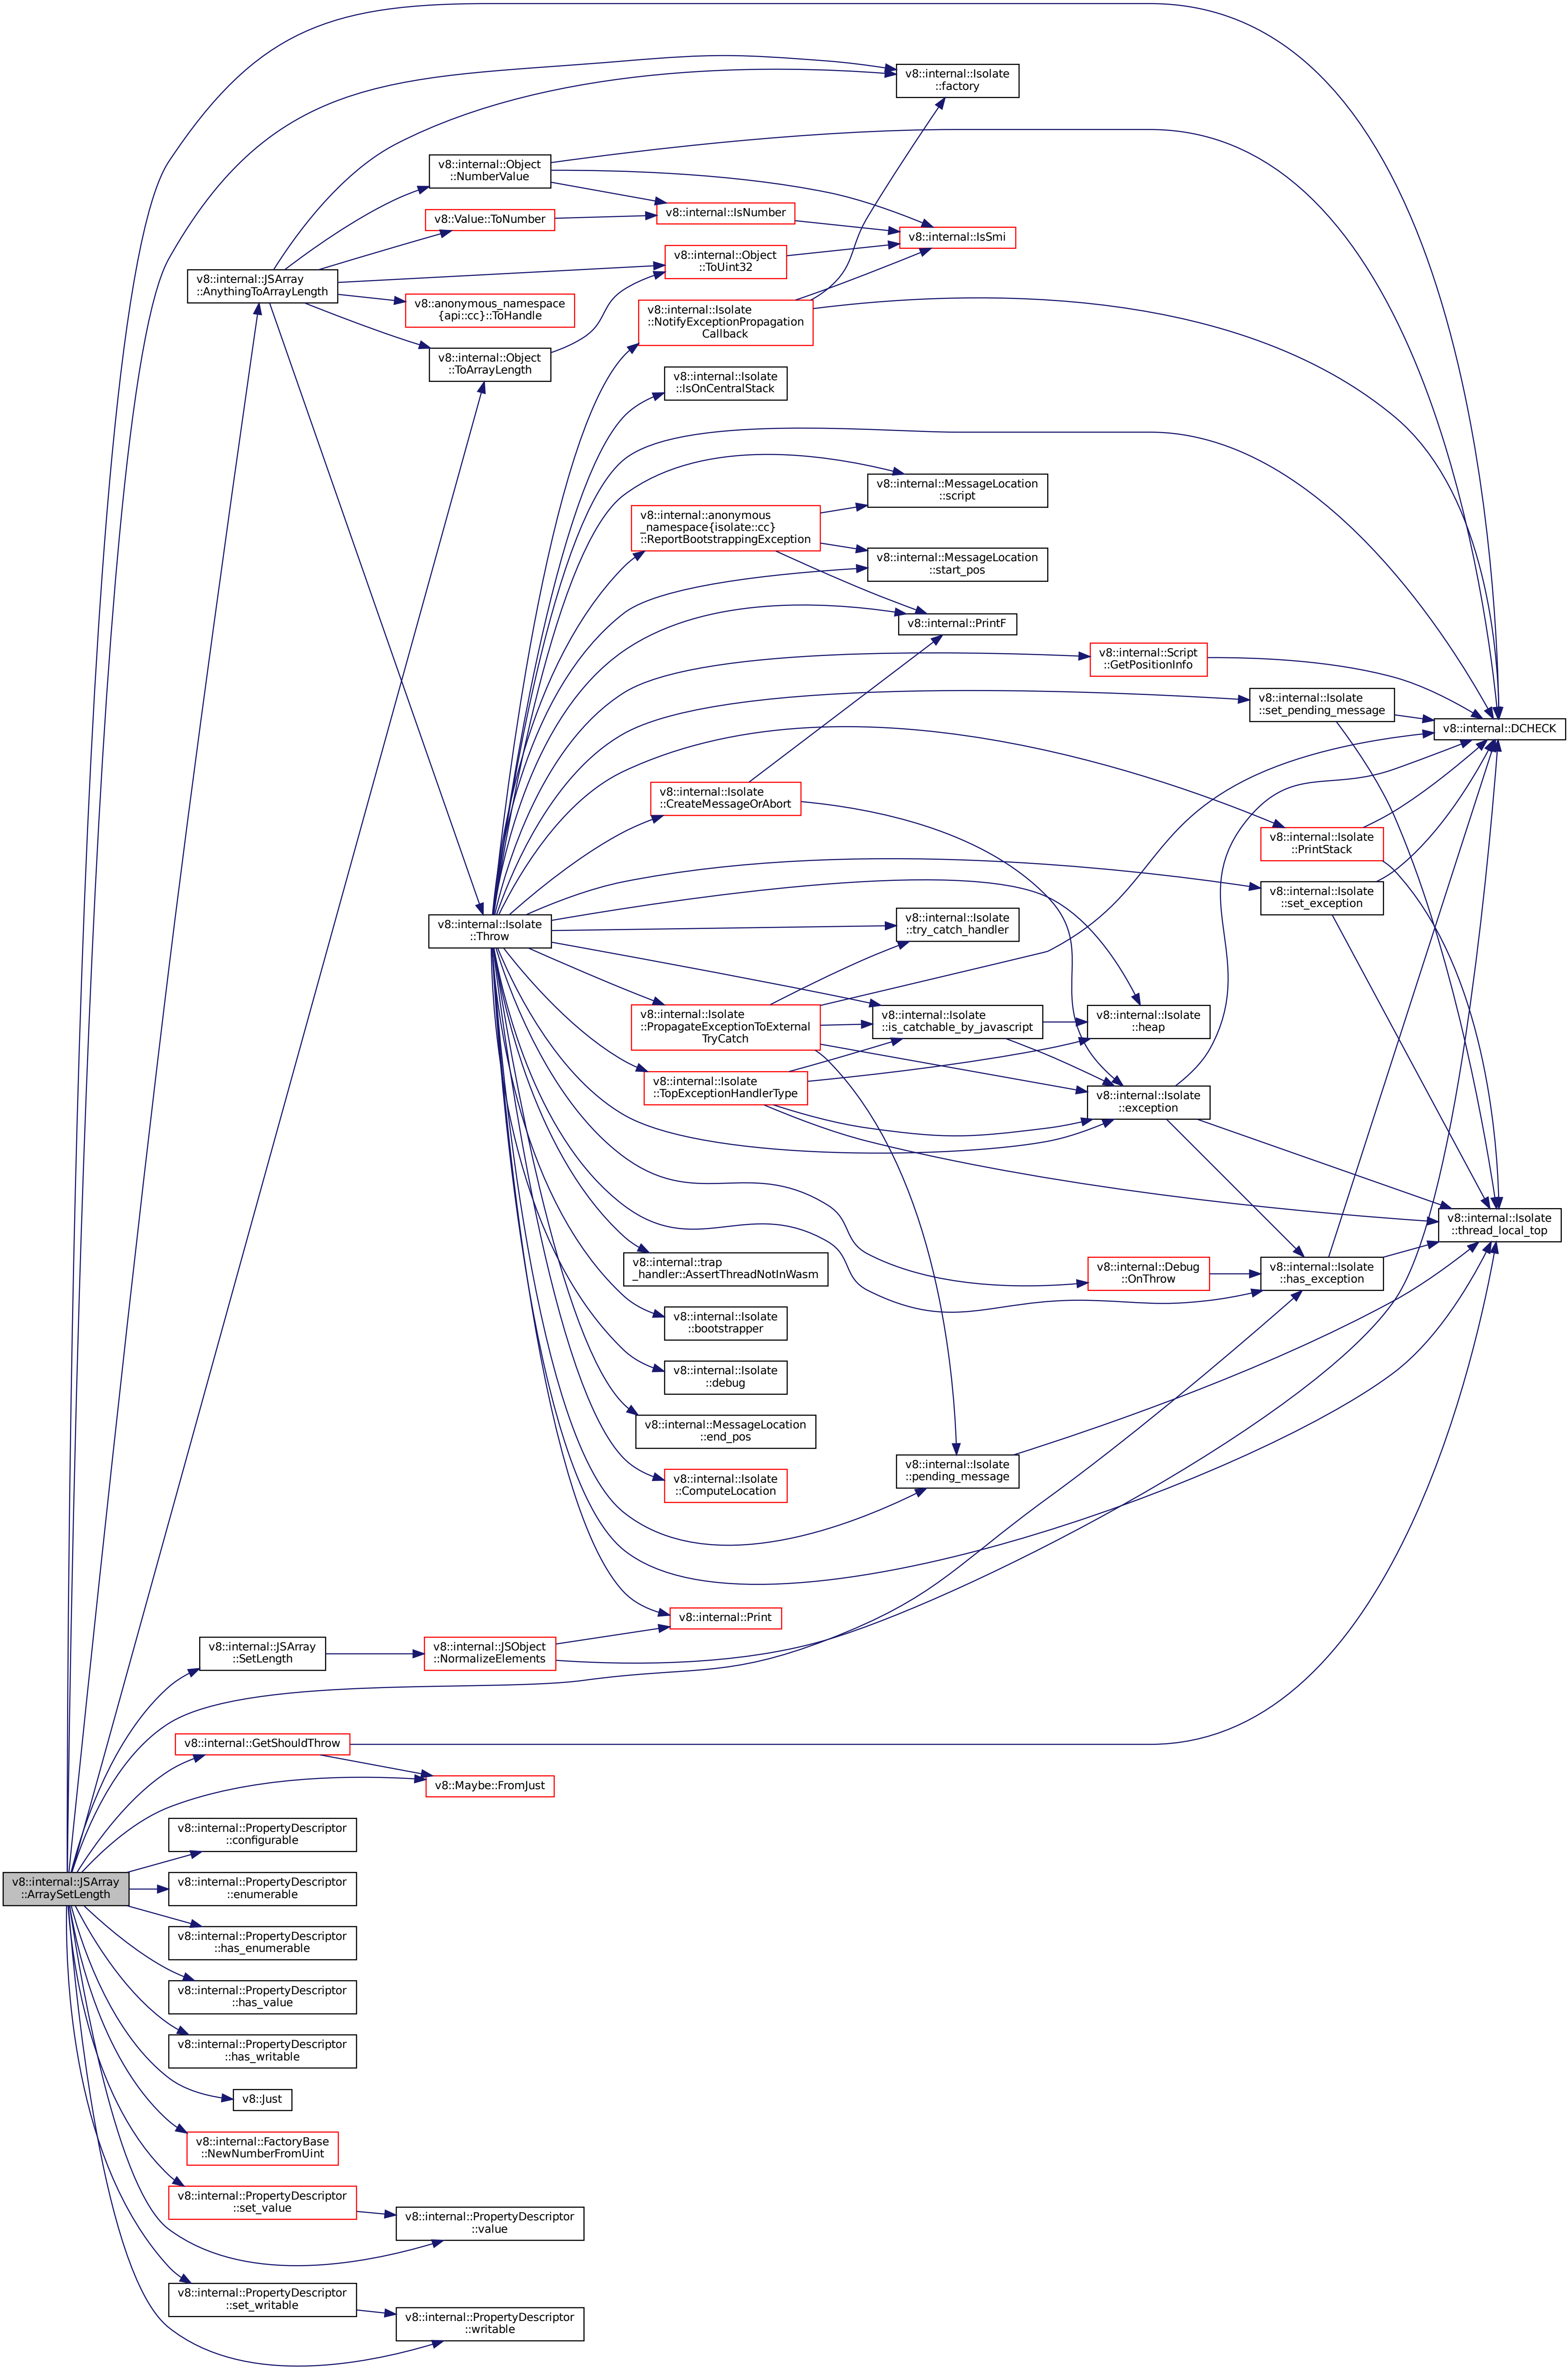 v8::internal::Isolate
::factory
v8::internal::Object
::NumberValue
v8::internal::IsNumber
v8::Value::ToNumber
v8::internal::IsSmi
v8::internal::Object
::ToUint32
v8::internal::JSArray
::AnythingToArrayLength
v8::anonymous_namespace
{api::cc}::ToHandle
v8::internal::Isolate
::NotifyExceptionPropagation
Callback
v8::internal::Object
::ToArrayLength
v8::internal::Isolate
::IsOnCentralStack
v8::internal::MessageLocation
::script
v8::internal::anonymous
_namespace{isolate::cc}
::ReportBootstrappingException
v8::internal::MessageLocation
::start_pos
v8::internal::PrintF
v8::internal::Script
::GetPositionInfo
v8::internal::Isolate
::set_pending_message
v8::internal::DCHECK
v8::internal::Isolate
::CreateMessageOrAbort
v8::internal::Isolate
::PrintStack
v8::internal::Isolate
::set_exception
v8::internal::Isolate
::Throw
v8::internal::Isolate
::try_catch_handler
v8::internal::Isolate
::PropagateExceptionToExternal
TryCatch
v8::internal::Isolate
::is_catchable_by_javascript
v8::internal::Isolate
::heap
v8::internal::Isolate
::TopExceptionHandlerType
v8::internal::Isolate
::exception
v8::internal::Isolate
::thread_local_top
v8::internal::trap
_handler::AssertThreadNotInWasm
v8::internal::Debug
::OnThrow
v8::internal::Isolate
::has_exception
v8::internal::Isolate
::bootstrapper
v8::internal::Isolate
::debug
v8::internal::MessageLocation
::end_pos
v8::internal::Isolate
::pending_message
v8::internal::Isolate
::ComputeLocation
v8::internal::Print
v8::internal::JSArray
::SetLength
v8::internal::JSObject
::NormalizeElements
v8::internal::GetShouldThrow
v8::Maybe::FromJust
v8::internal::PropertyDescriptor
::configurable
v8::internal::JSArray
::ArraySetLength
v8::internal::PropertyDescriptor
::enumerable
v8::internal::PropertyDescriptor
::has_enumerable
v8::internal::PropertyDescriptor
::has_value
v8::internal::PropertyDescriptor
::has_writable
v8::Just
v8::internal::FactoryBase
::NewNumberFromUint
v8::internal::PropertyDescriptor
::set_value
v8::internal::PropertyDescriptor
::value
v8::internal::PropertyDescriptor
::set_writable
v8::internal::PropertyDescriptor
::writable